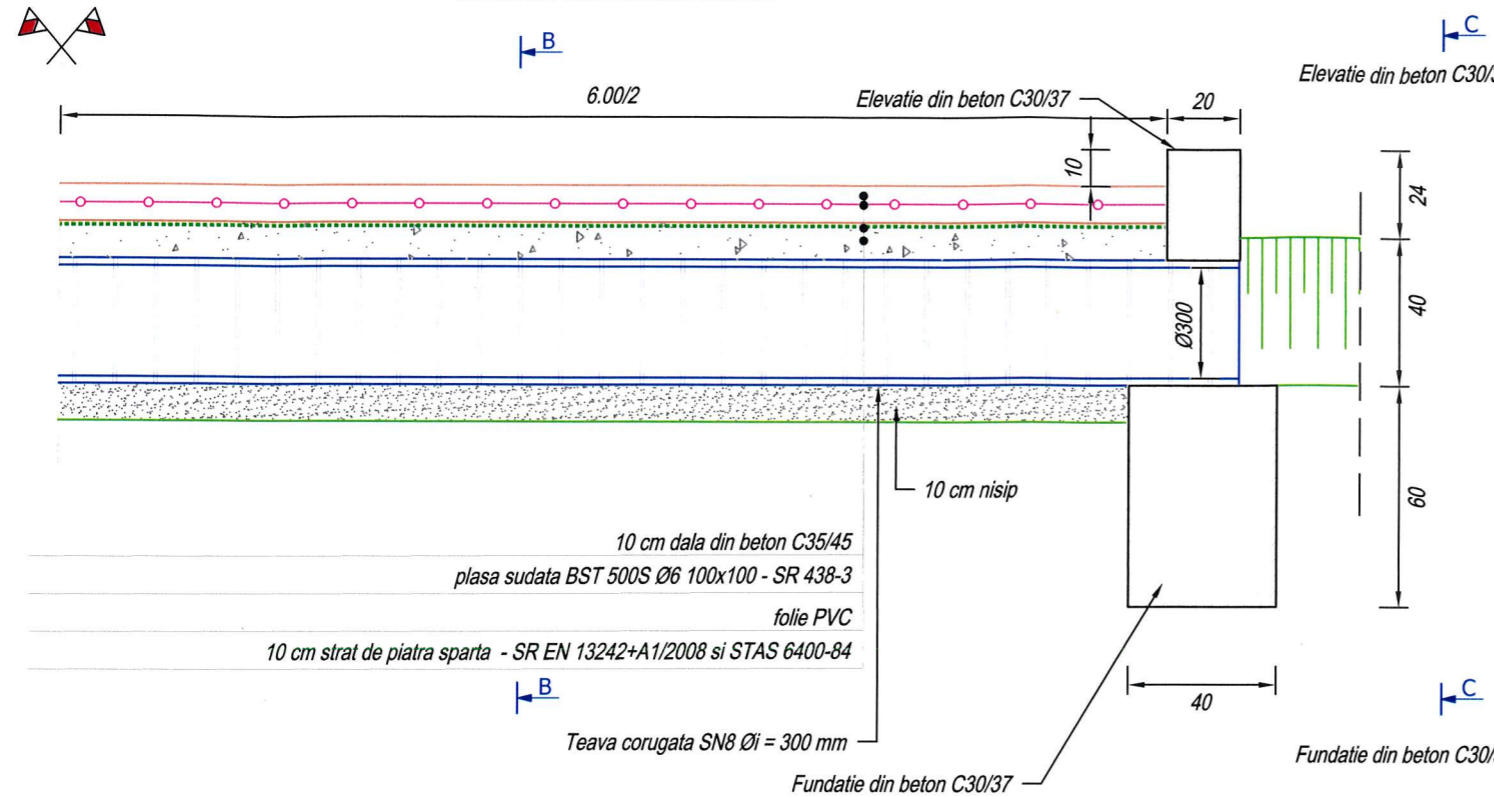 B
C
Elevatie din beton C30/3
6.00/2
Elevatie din beton C30/37
20
10
24
Ø300
40
10 cm nisip
60
10 cm dala din beton C35/45
plasa sudata BST 500S Ø6 100x100 - SR 438-3
folie PVC
10 cm strat de piatra sparta - SR EN 13242+A1/2008 si STAS 6400-84
B
40
C
Teava corugata SN8 Øi = 300 mm
Fundatie din beton C30/
Fundatie din beton C30/37